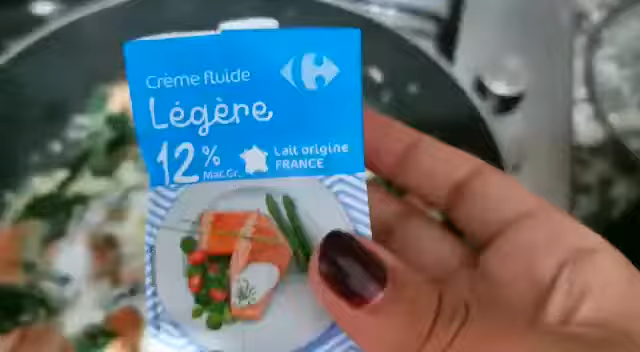 Crème fluide
Légère
12 %
Mat.Gr.
Lait origine
FRANCE